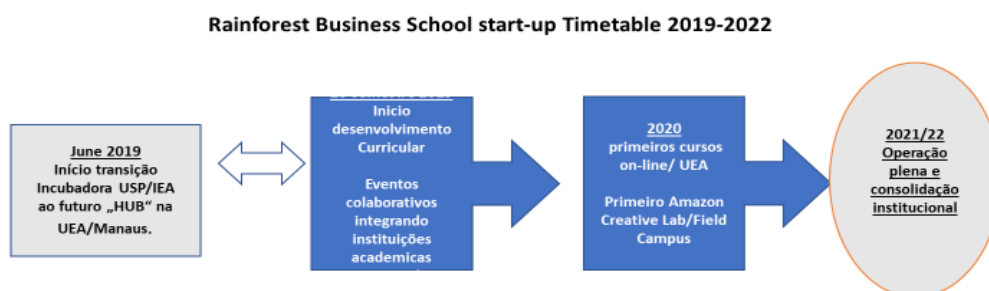 Rainforest Business School start-up Timetable 2019-2022
June 2019
Início transição
Incubadora USP/IEA
ao futuro „HUB“ na
UEA/Manaus.
Inicio
desenvolvimento
Curricular
Eventos
colaborativos
integrando
instituições
academicas
2020
primeiros cursos
on-line/ UEA
Primeiro Amazon
Creative Lab/Field
Campus
2021/22
Operação
plena e
consolidação
institucional